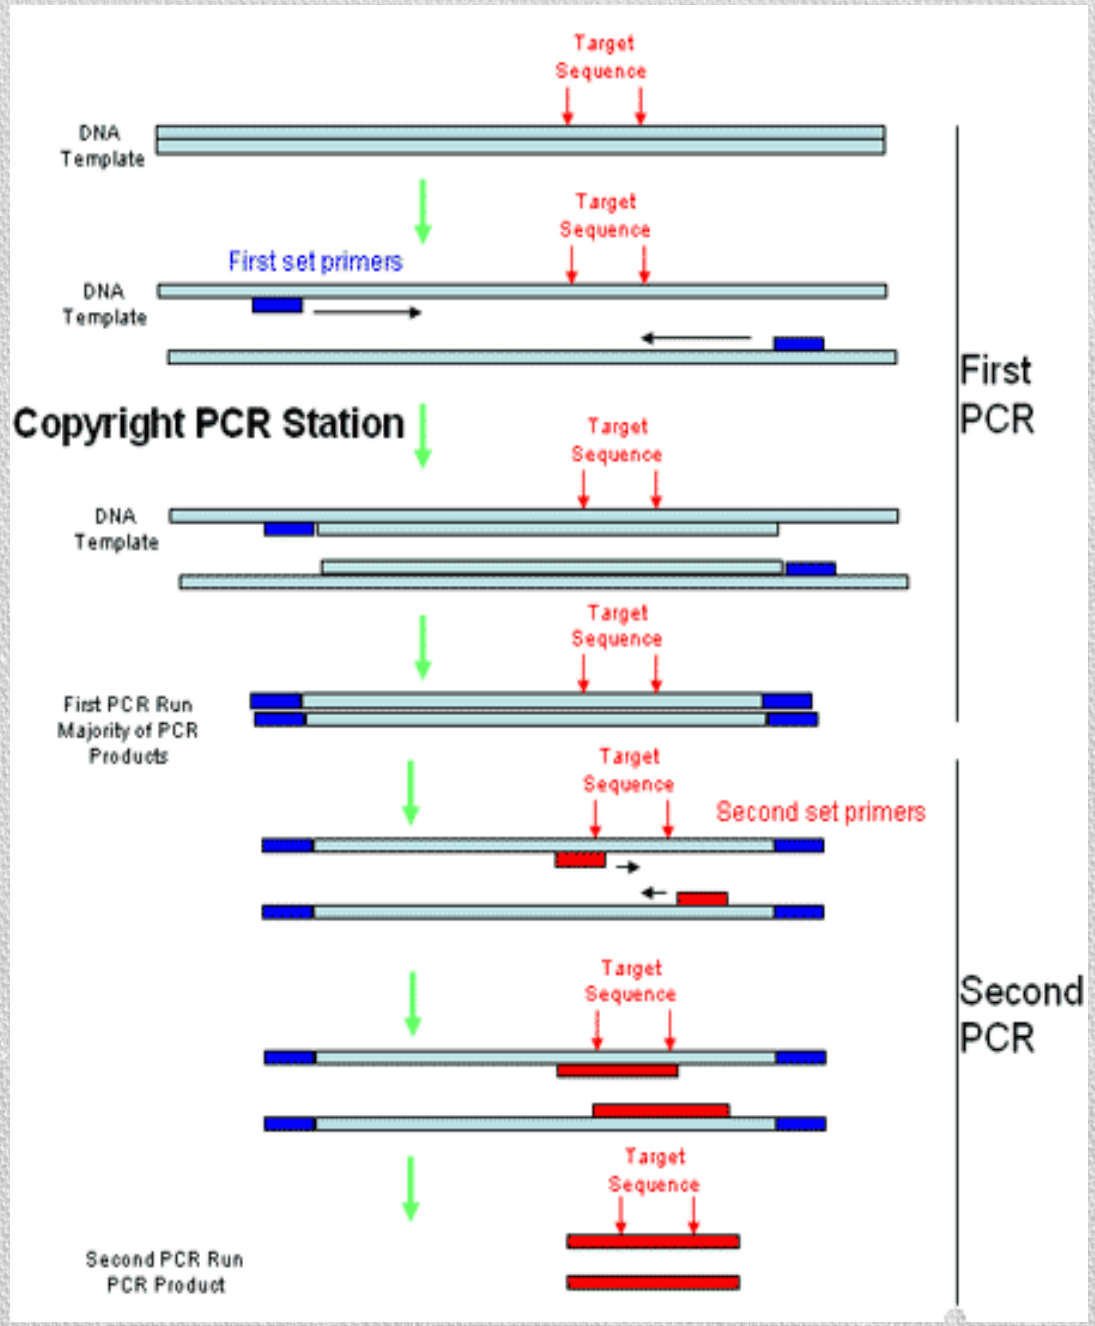 Target
Sequence
DNA
Template
Target
Sequence
First set primers
DNA
Template
First
PCR
Copyright PCR Station
Target
Sequence
DNA
Template
Target
Sequence
First PCR Run
Majority of PCR
Products
Target
Sequence
Second set primers
Target
Sequence
Second
PCR
Target
Sequence
Second PCR Run
PCR Product